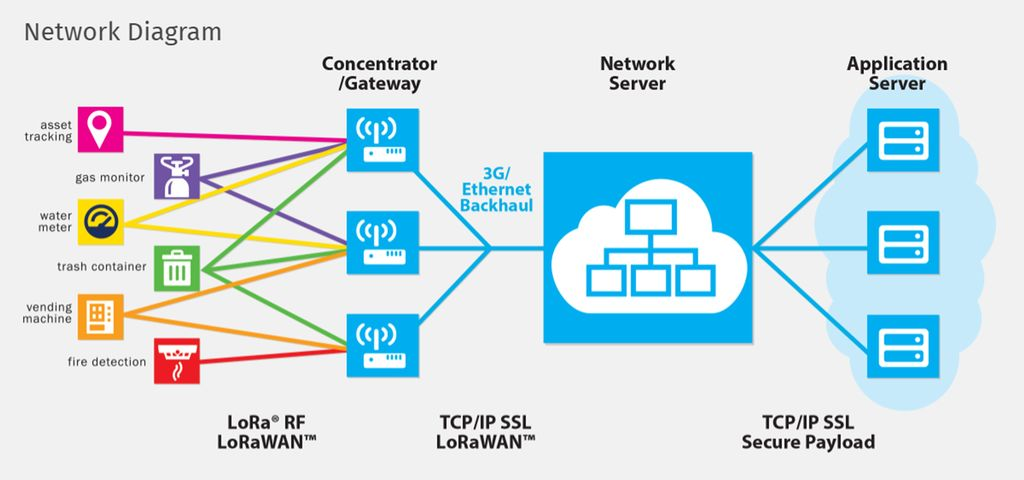 Network Diagram
Concentrator
/Gateway
Network
Server
Application
Server
asset
tracking
gas monitor
water
meter
trash container
vending
machine
fire detection
3G/
Ethernet
Backhaul
LoRa® RF
LoRaWAN™
TCP/IP SSL
LoRaWAN™
TCP/IP SSL
Secure Payload